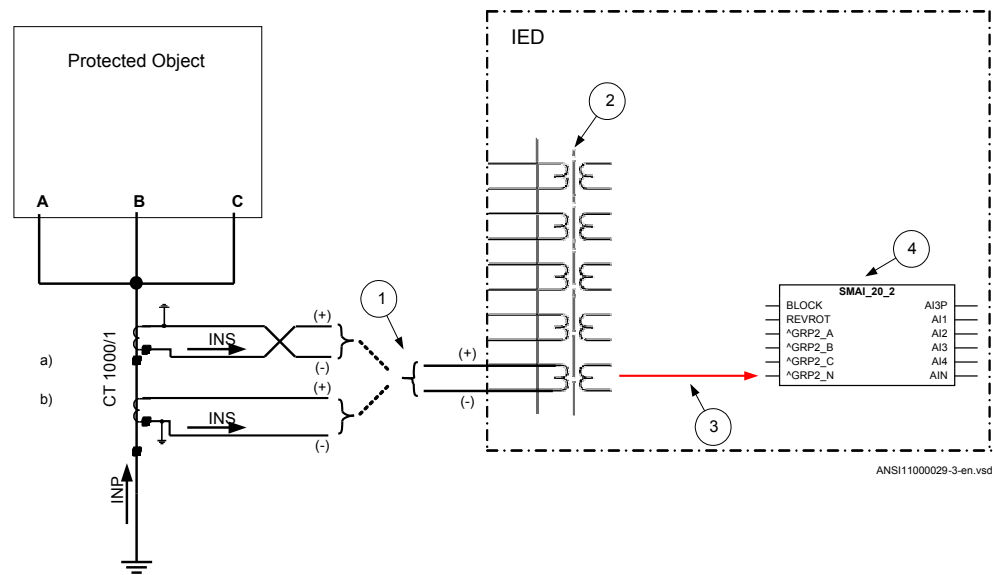 IED
Protected Object
2
A B C
4
SMAI_20_2
BLOCK AI3P
REVROT AI1
^GRP2_A AI2
^GRP2_B AI3
^GRP2_C AI4
^GRP2_N AIN
1
CT 1000/1
(+)
INS
(-)
a)
(+)
(-)
b)
(+)
INS
(-)
3
INP
ANSI11000029-3-en.vsd